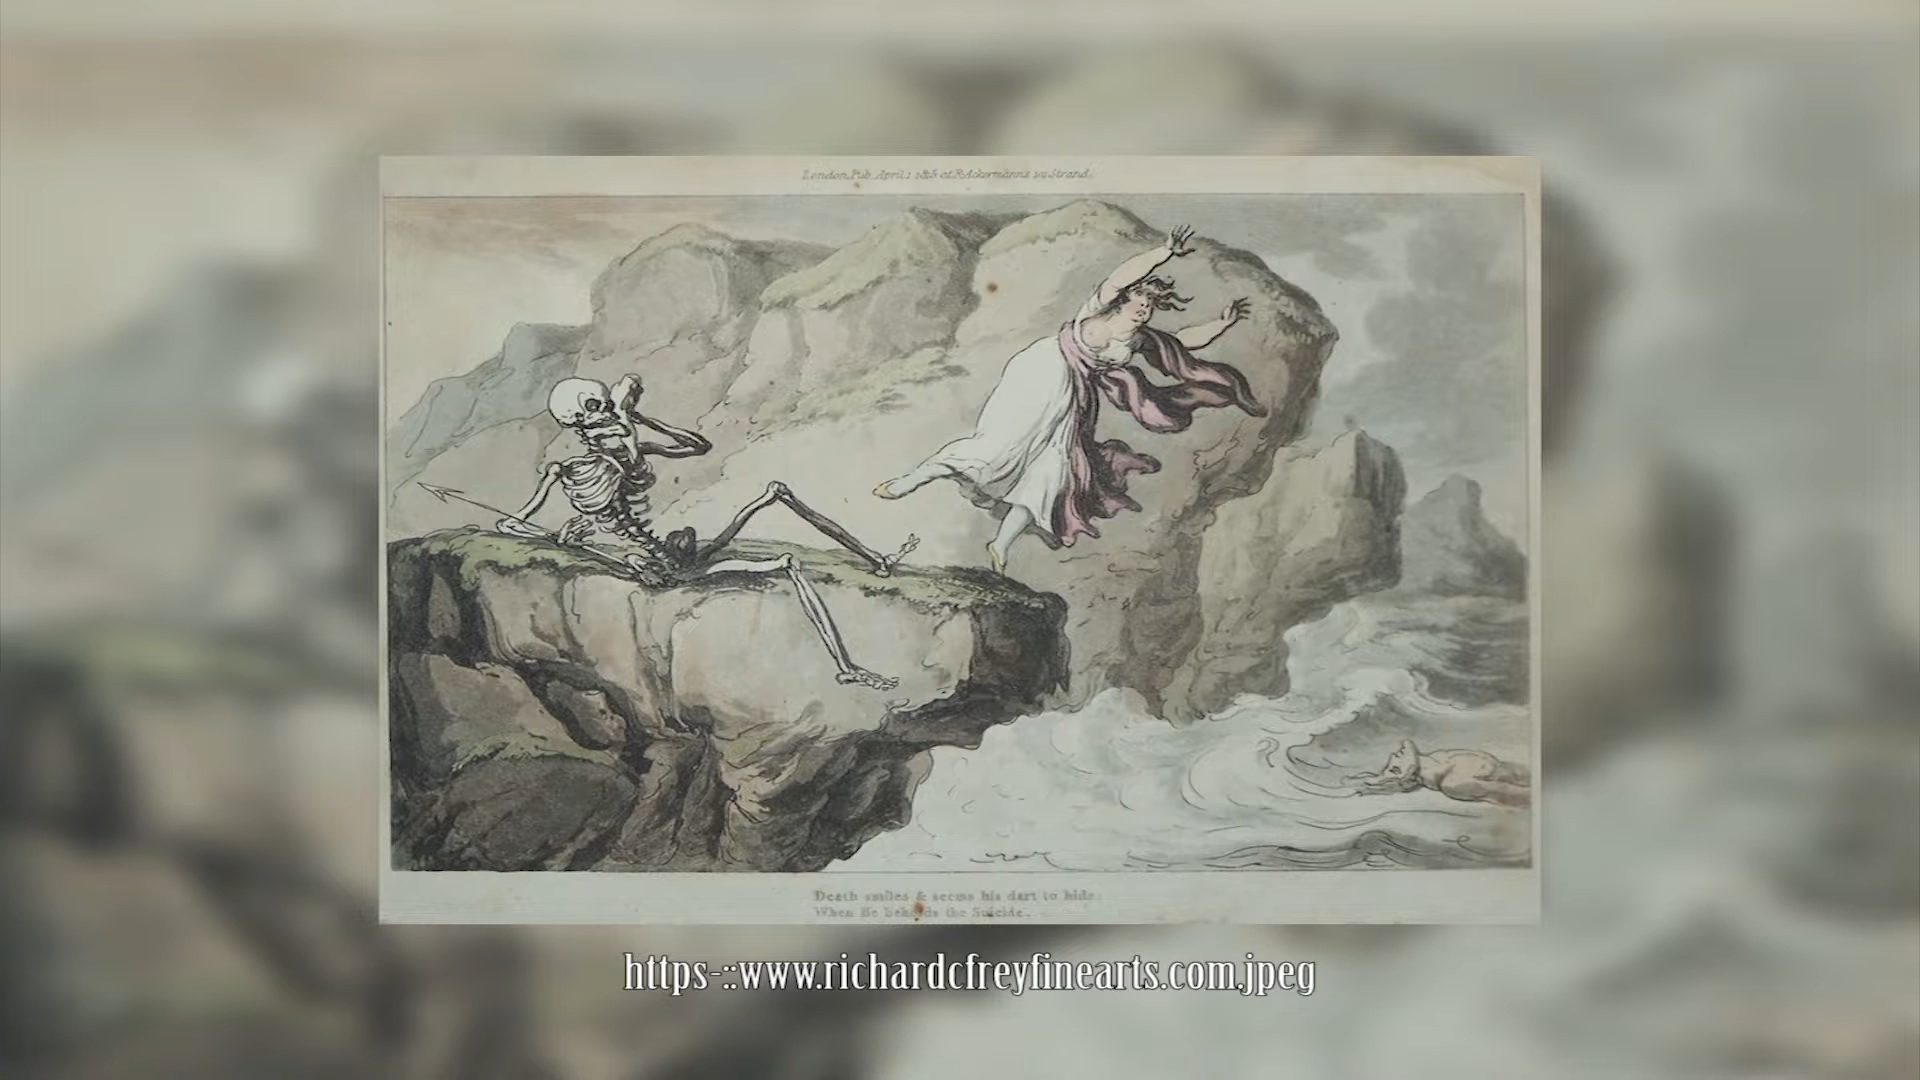 London Pub. April 1 1815 at R. Ackermann's 101 Strand.
Death smiles & seems his dart to hide.
When He beholds the Suicide.
https-::www.richardcfreyfinearts.com.jpeg